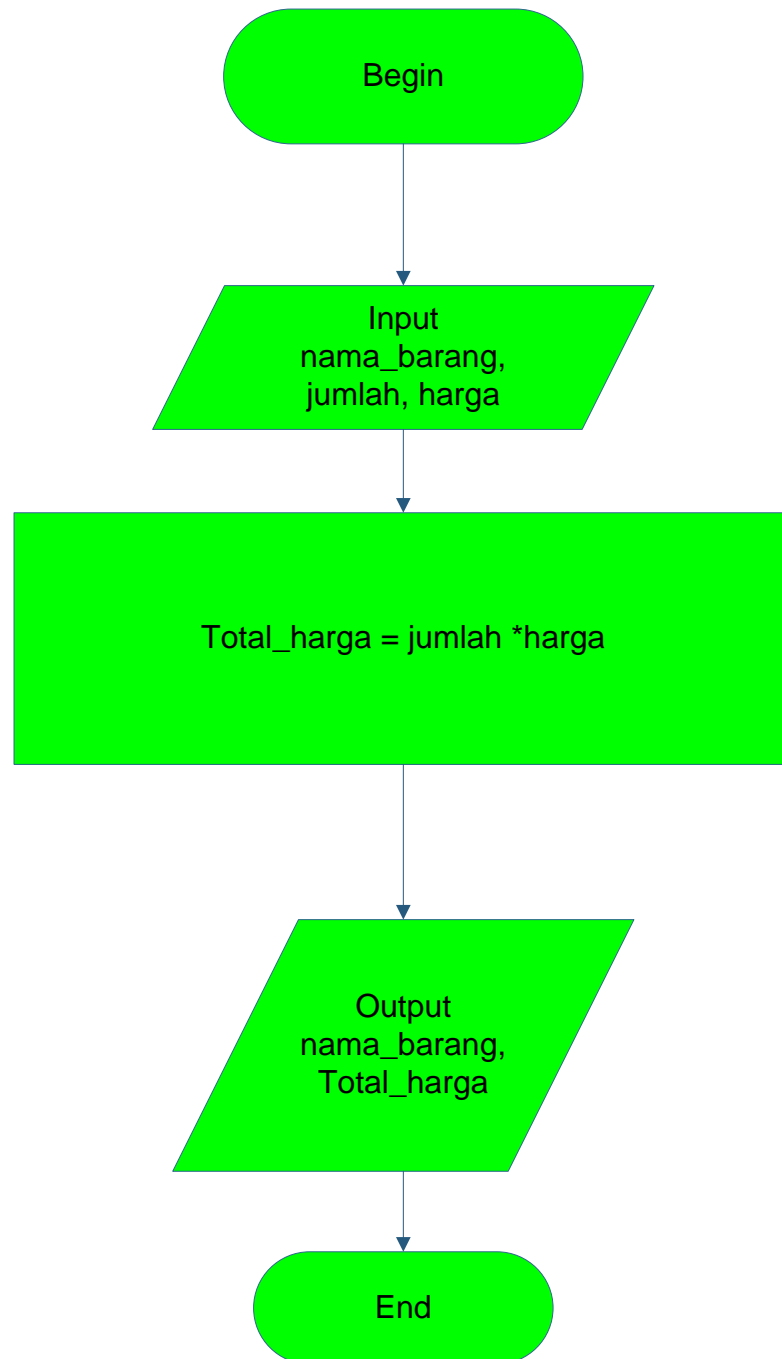 Begin
Input
nama_barang,
jumlah, harga
Total_harga = jumlah *harga
Output
nama_barang,
Total_harga
End